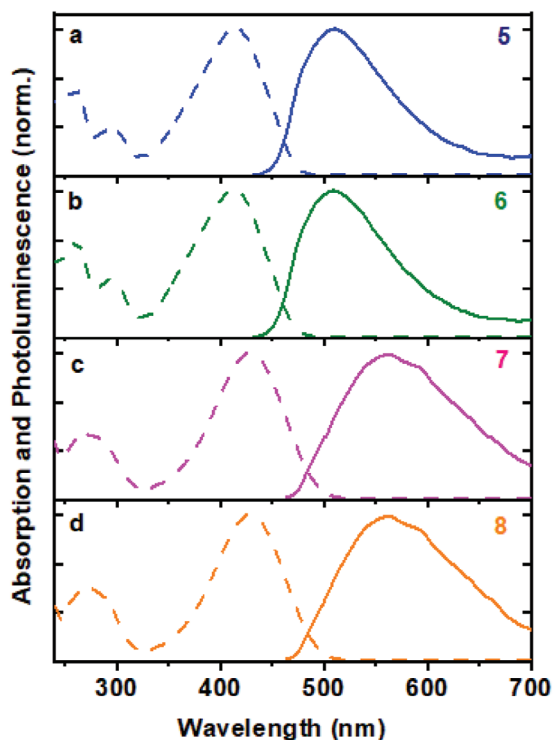 Absorption and Photoluminescence (norm.)
a 5
b 6
c 7
d 8
300 400 500 600 700
Wavelength (nm)